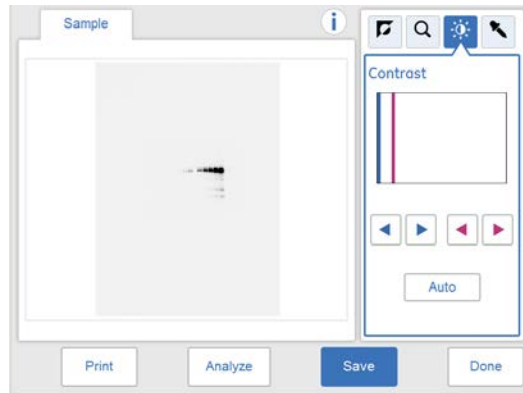 Sample
i
Contrast
Auto
Print
Analyze
Save
Done